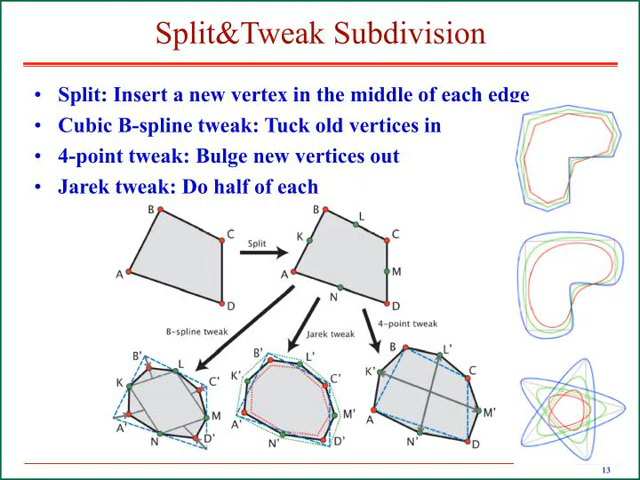 Split&Tweak Subdivision
• Split: Insert a new vertex in the middle of each edge
• Cubic B-spline tweak: Tuck old vertices in
• 4-point tweak: Bulge new vertices out
• Jarek tweak: Do half of each
B
C
A
D
Split
B
L
K
C
A
M
N
D
B-spline tweak
Jarek tweak
4-point tweak
B'
L
K
C'
A'
M
N
D'
B'
L'
K'
C'
A'
M'
N'
D'
B
L'
K'
C
A
M'
N'
D
13